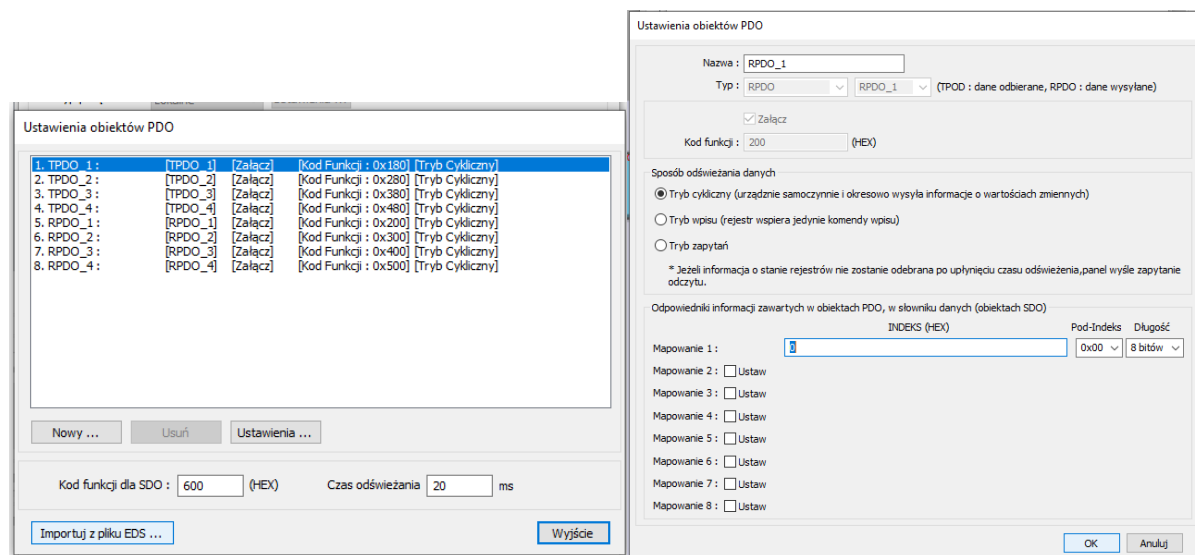 Ustawienia obiektów PDO
1. TPDO_1 : [TPDO_1] [Załącz] [Kod Funkcji : 0x180] [Tryb Cykliczny]
2. TPDO_2 : [TPDO_2] [Załącz] [Kod Funkcji : 0x280] [Tryb Cykliczny]
3. TPDO_3 : [TPDO_3] [Załącz] [Kod Funkcji : 0x380] [Tryb Cykliczny]
4. TPDO_4 : [TPDO_4] [Załącz] [Kod Funkcji : 0x480] [Tryb Cykliczny]
5. RPDO_1 : [RPDO_1] [Załącz] [Kod Funkcji : 0x200] [Tryb Cykliczny]
6. RPDO_2 : [RPDO_2] [Załącz] [Kod Funkcji : 0x300] [Tryb Cykliczny]
7. RPDO_3 : [RPDO_3] [Załącz] [Kod Funkcji : 0x400] [Tryb Cykliczny]
8. RPDO_4 : [RPDO_4] [Załącz] [Kod Funkcji : 0x500] [Tryb Cykliczny]
Nowy ... Usuń Ustawienia ...
Kod funkcji dla SDO : 600 (HEX) Czas odświeżania 20 ms
Importuj z pliku EDS ... Wyjście
Ustawienia obiektów PDO
Nazwa : RPDO_1
Typ : RPDO RPDO_1 (TPOD : dane odbierane, RPDO : dane wysyłane)
Załącz
Kod funkcji : 200 (HEX)
Sposób odświeżania danych
Tryb cykliczny (urządznie samoczynnie i okresowo wysyła informacje o wartościach zmiennych)
Tryb wpisu (rejestr wspiera jedynie komendy wpisu)
Tryb zapytań
* Jeżeli informacja o stanie rejestrów nie zostanie odebrana po upłynięciu czasu odświeżenia,panel wyśle zapytanie
odczytu.
Odpowiedniki informacji zawartych w obiektach PDO, w słowniku danych (obiektach SDO)
INDEKS (HEX) Pod-Indeks Długość
Mapowanie 1 : 0 0x00 8 bitów
Mapowanie 2 : Ustaw
Mapowanie 3 : Ustaw
Mapowanie 4 : Ustaw
Mapowanie 5 : Ustaw
Mapowanie 6 : Ustaw
Mapowanie 7 : Ustaw
Mapowanie 8 : Ustaw
OK Anuluj